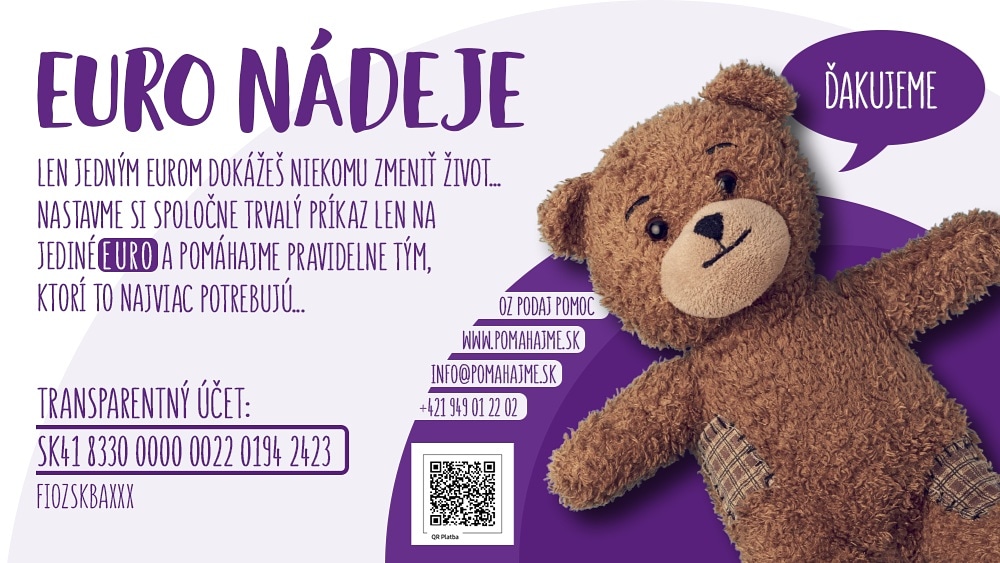 EURO NÁDEJE
ĎAKUJEME
LEN JEDNÝM EUROM DOKÁŽEŠ NIEKOMU ZMENIŤ ŽIVOT...
NASTAVME SI SPOLOČNE TRVALÝ PRÍKAZ LEN NA
JEDINÉ EURO A POMÁHAJME PRAVIDELNE TÝM,
KTORÍ TO NAJVIAC POTREBUJÚ...
OZ PODAJ POMOC
WWW.POMAHAJME.SK
INFO@POMAHAJME.SK
+421 949 01 22 02
TRANSPARENTNÝ ÚČET:
SK41 8330 0000 0022 0194 2423
FIOZSKBAXXX
QR Platba